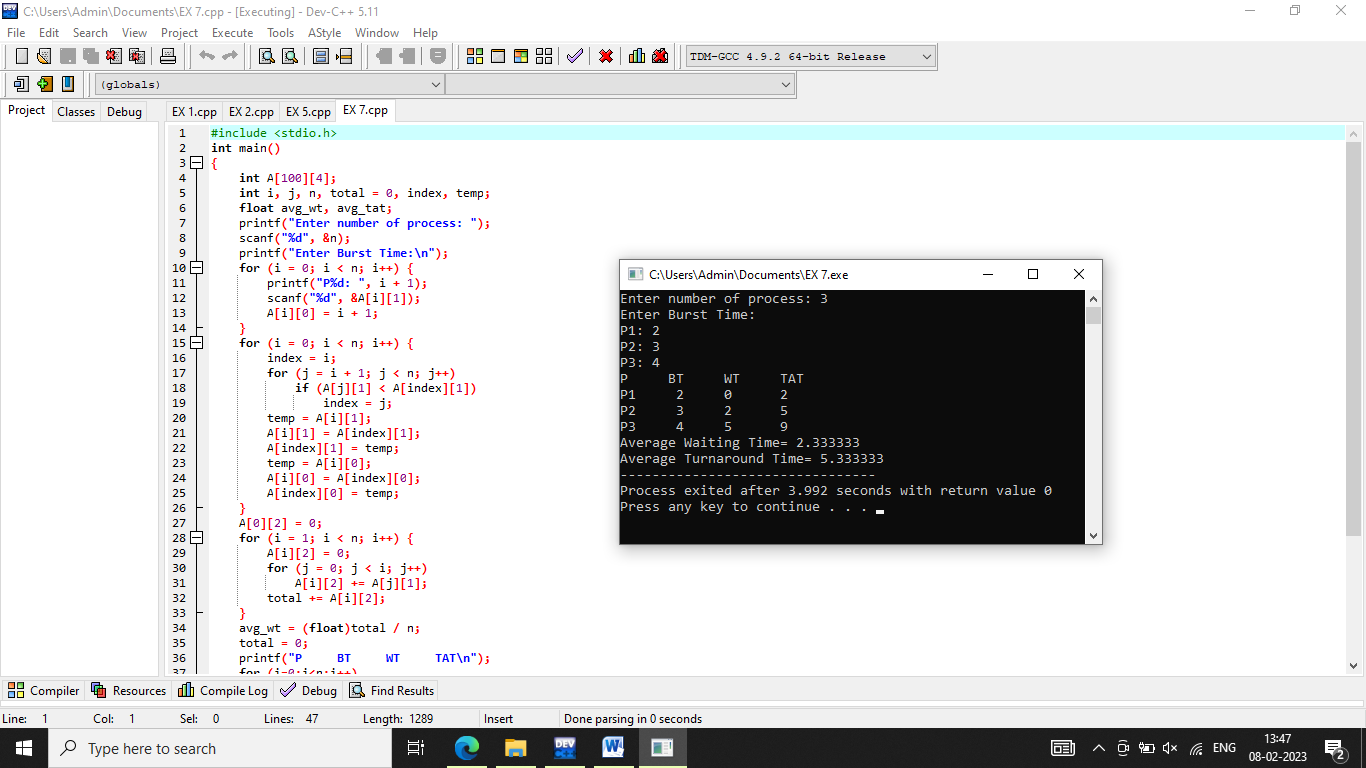 C:\Users\Admin\Documents\EX 7.cpp - [Executing] - Dev-C++ 5.11
File Edit Search View Project Execute Tools AStyle Window Help
TDM-GCC 4.9.2 64-bit Release
(globals)
Project Classes Debug
EX 1.cpp EX 2.cpp EX 5.cpp EX 7.cpp
1 #include <stdio.h>
2 int main()
3 {
4 int A[100][4];
5 int i, j, n, total = 0, index, temp;
6 float avg_wt, avg_tat;
7 printf("Enter number of process: ");
8 scanf("%d", &n);
9 printf("Enter Burst Time:\n");
10 for (i = 0; i < n; i++) {
11 printf("P%d: ", i + 1);
12 scanf("%d", &A[i][1]);
13 A[i][0] = i + 1;
14 }
15 for (i = 0; i < n; i++) {
16 index = i;
17 for (j = i + 1; j < n; j++)
18 if (A[j][1] < A[index][1])
19 index = j;
20 temp = A[i][1];
21 A[i][1] = A[index][1];
22 A[index][1] = temp;
23 temp = A[i][0];
24 A[i][0] = A[index][0];
25 A[index][0] = temp;
26 }
27 A[0][2] = 0;
28 for (i = 1; i < n; i++) {
29 A[i][2] = 0;
30 for (j = 0; j < i; j++)
31 A[i][2] += A[j][1];
32 total += A[i][2];
33 }
34 avg_wt = (float)total / n;
35 total = 0;
36 printf("P     BT     WT     TAT\n");
37 for (i=0;i<n;i++)
C:\Users\Admin\Documents\EX 7.exe
Enter number of process: 3
Enter Burst Time:
P1: 2
P2: 3
P3: 4
P BT WT TAT
P1 2 0 2
P2 3 2 5
P3 4 5 9
Average Waiting Time= 2.333333
Average Turnaround Time= 5.333333
--------------------------------
Process exited after 3.992 seconds with return value 0
Press any key to continue . . .
Compiler Resources Compile Log Debug Find Results
Line: 1 Col: 1 Sel: 0 Lines: 47 Length: 1289 Insert Done parsing in 0 seconds
Type here to search
DEV
W
ENG
13:47
08-02-2023
2